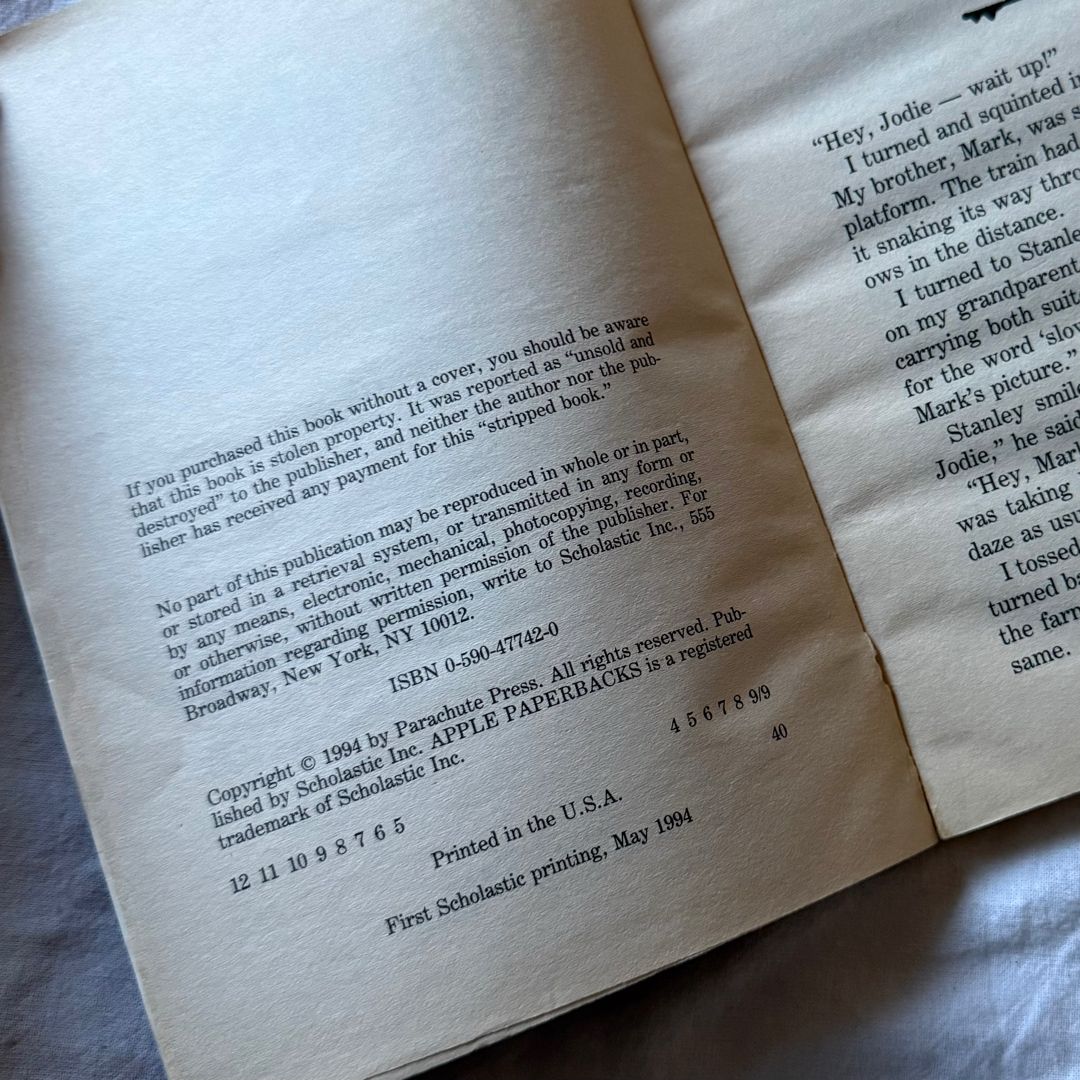 If you purchased this book without a cover, you should be aware
that this book is stolen property. It was reported as “unsold and
destroyed” to the publisher, and neither the author nor the pub-
lisher has received any payment for this “stripped book.”
No part of this publication may be reproduced in whole or in part,
or stored in a retrieval system, or transmitted in any form or
by any means, electronic, mechanical, photocopying, recording,
or otherwise, without written permission of the publisher. For
information regarding permission, write to Scholastic Inc., 555
Broadway, New York, NY 10012.
ISBN 0-590-47742-0
Copyright © 1994 by Parachute Press. All rights reserved. Pub-
lished by Scholastic Inc. APPLE PAPERBACKS is a registered
trademark of Scholastic Inc.
12 11 10 9 8 7 6 5 4 5 6 7 8 9/9
Printed in the U.S.A. 40
First Scholastic printing, May 1994
“Hey, Jodie — wait up!”
I turned and squinted
My brother, Mark, was
platform. The train had
it snaking its way
ows in the distance.
I turned to
on my
carrying both
for the word
Mark’s picture.”
Stanley
Jodie,” he said
“Hey,
was taking
daze as
I tossed
turned
the
same.